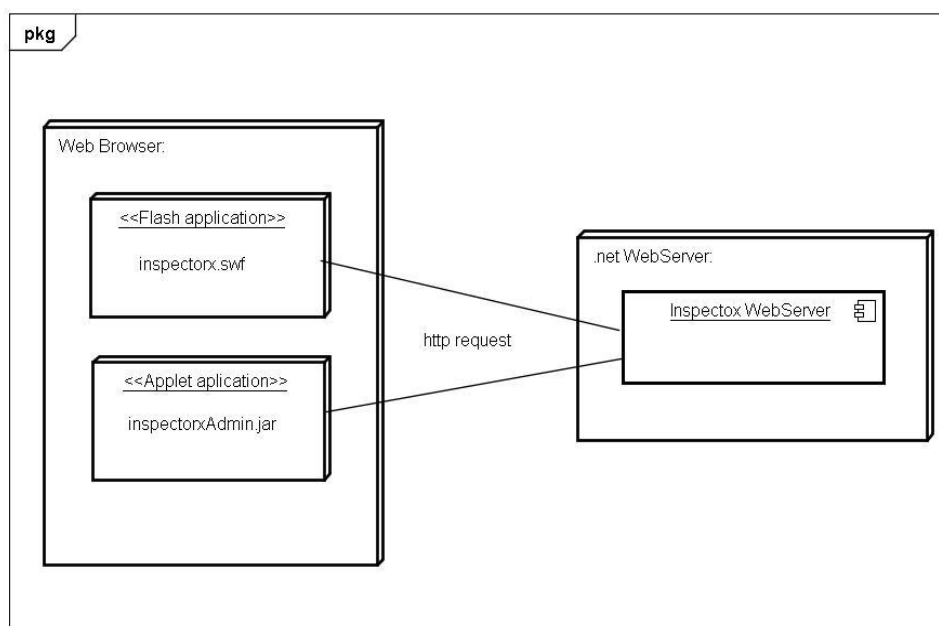 pkg
Web Browser:
<<Flash application>>
inspectorx.swf
<<Applet aplication>>
inspectorxAdmin.jar
http request
.net WebServer:
Inspectox WebServer